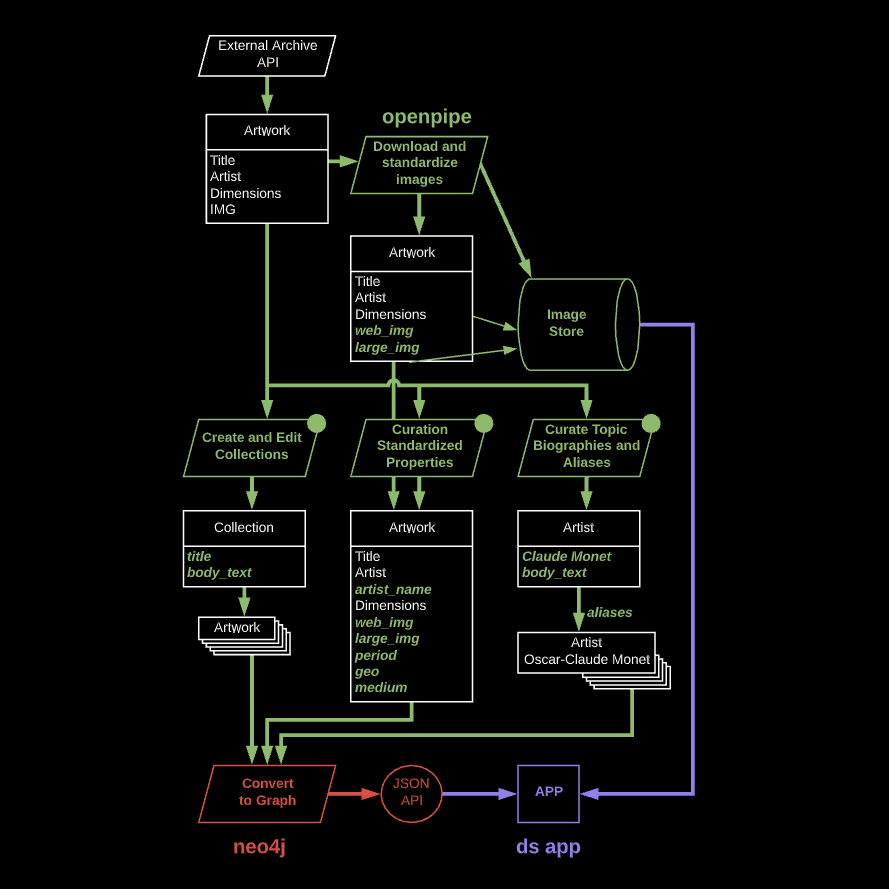 External Archive
API
Artwork
Title
Artist
Dimensions
IMG
openpipe
Download and
standardize
images
Artwork
Title
Artist
Dimensions
web_img
large_img
Image
Store
Create and Edit
Collections
Curation
Standardized
Properties
Curate Topic
Biographies and
Aliases
Collection
title
body_text
Artwork
Artwork
Title
Artist
artist_name
Dimensions
web_img
large_img
period
geo
medium
Artist
Claude Monet
body_text
aliases
Artist
Oscar-Claude Monet
Convert
to Graph
JSON
API
APP
neo4j
ds app